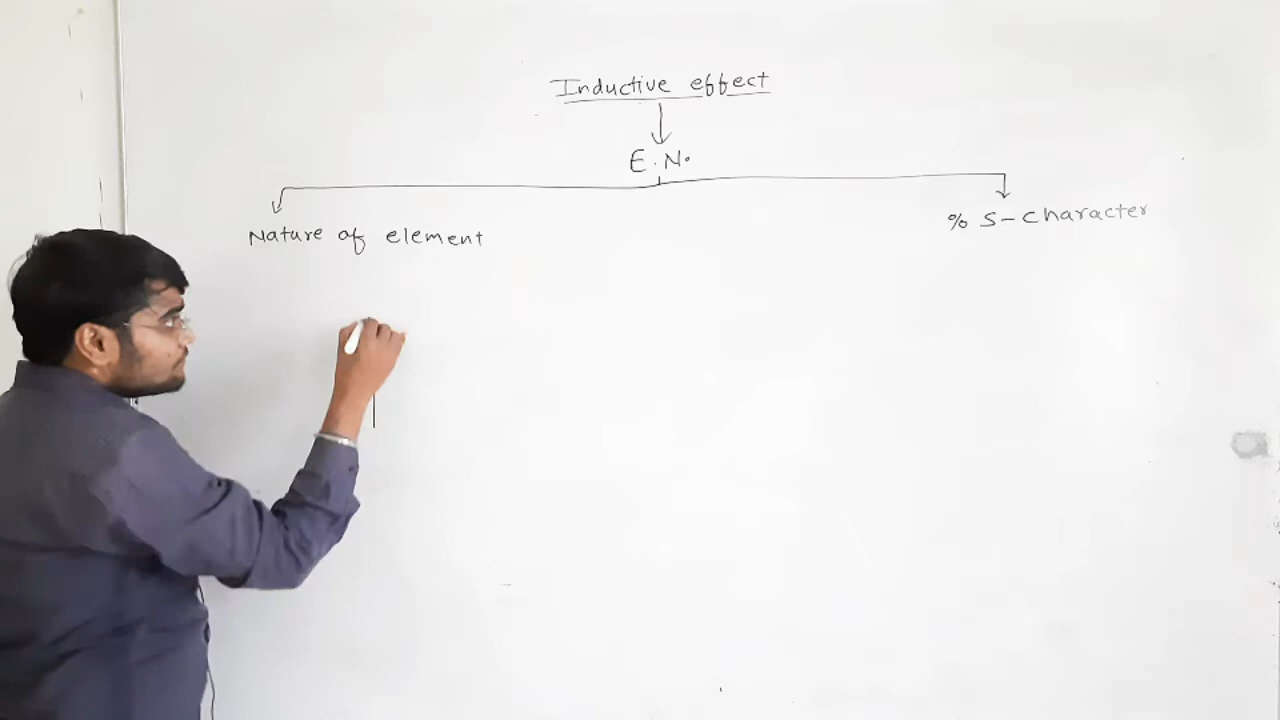 Inductive effect
E.N.
Nature of element
% S-Character